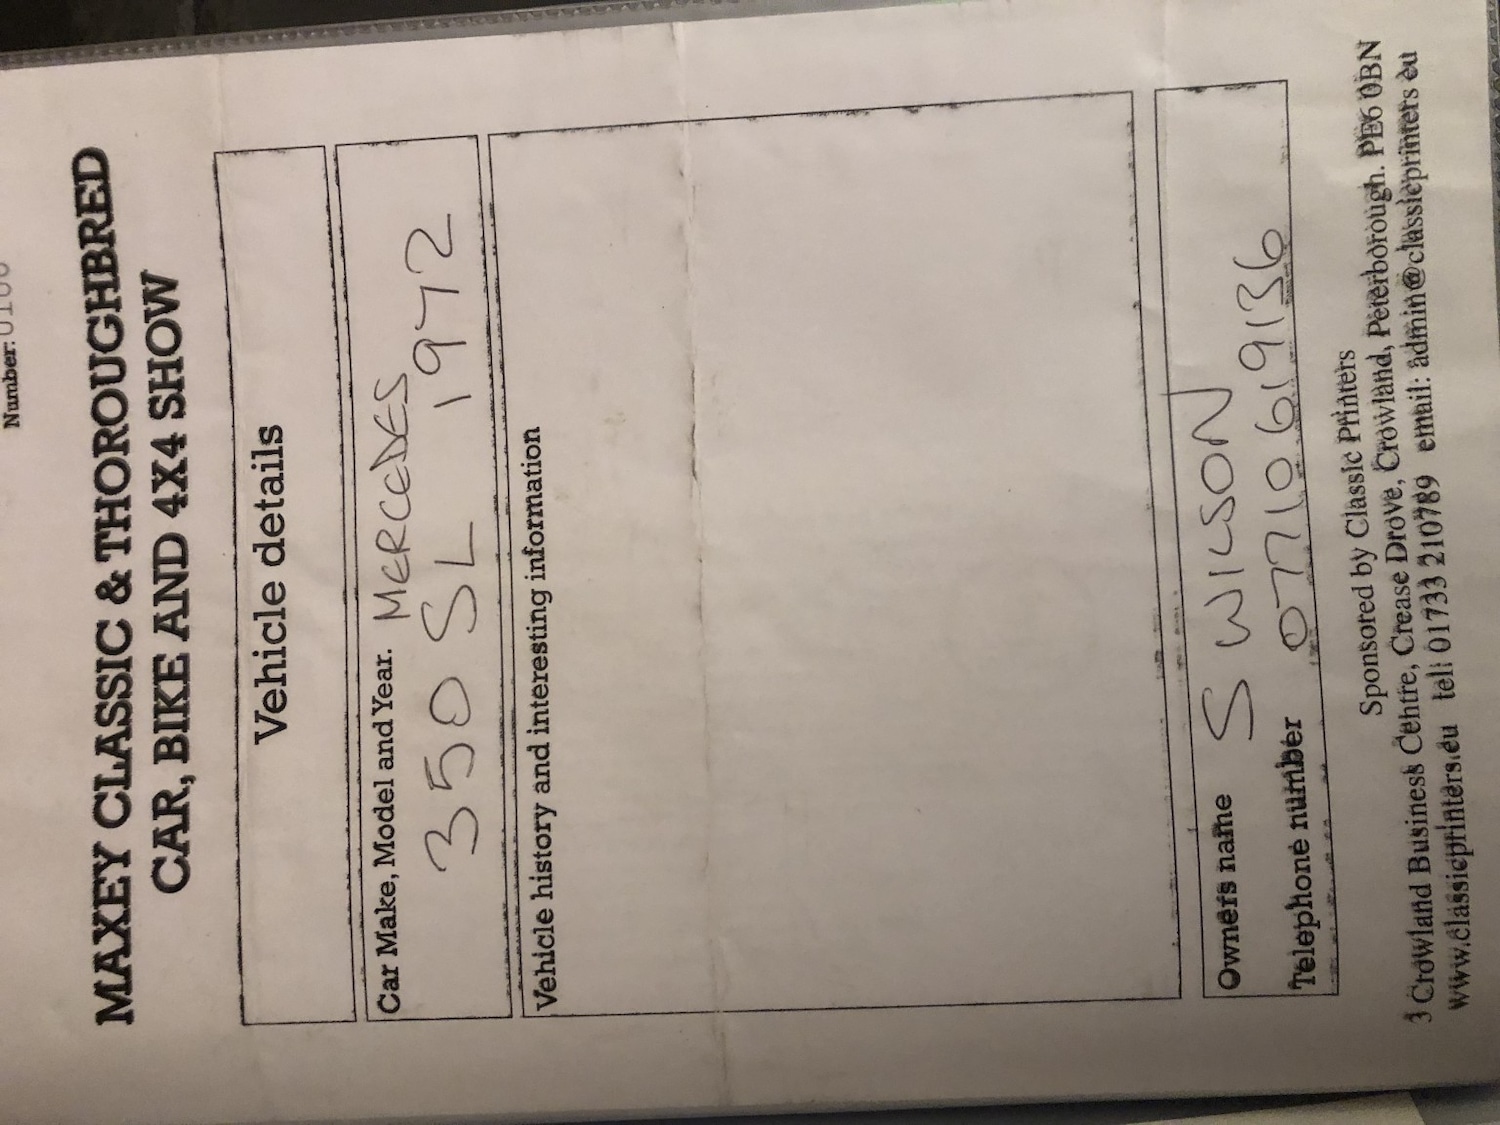 Number:
MAXEY CLASSIC & THOROUGHBRED
CAR, BIKE AND 4X4 SHOW
Vehicle details
Car Make, Model and Year. MERCEDES
350 SL 1972
Vehicle history and interesting information
Owners name S WILSON
Telephone number 07710 619136
Sponsored by Classic Printers
3 Crowland Business Centre, Crease Drove, Crowland, Peterborough. PE6 0BN
www.classicprinters.eu tel: 01733 210789 email: admin@classicprinters eu